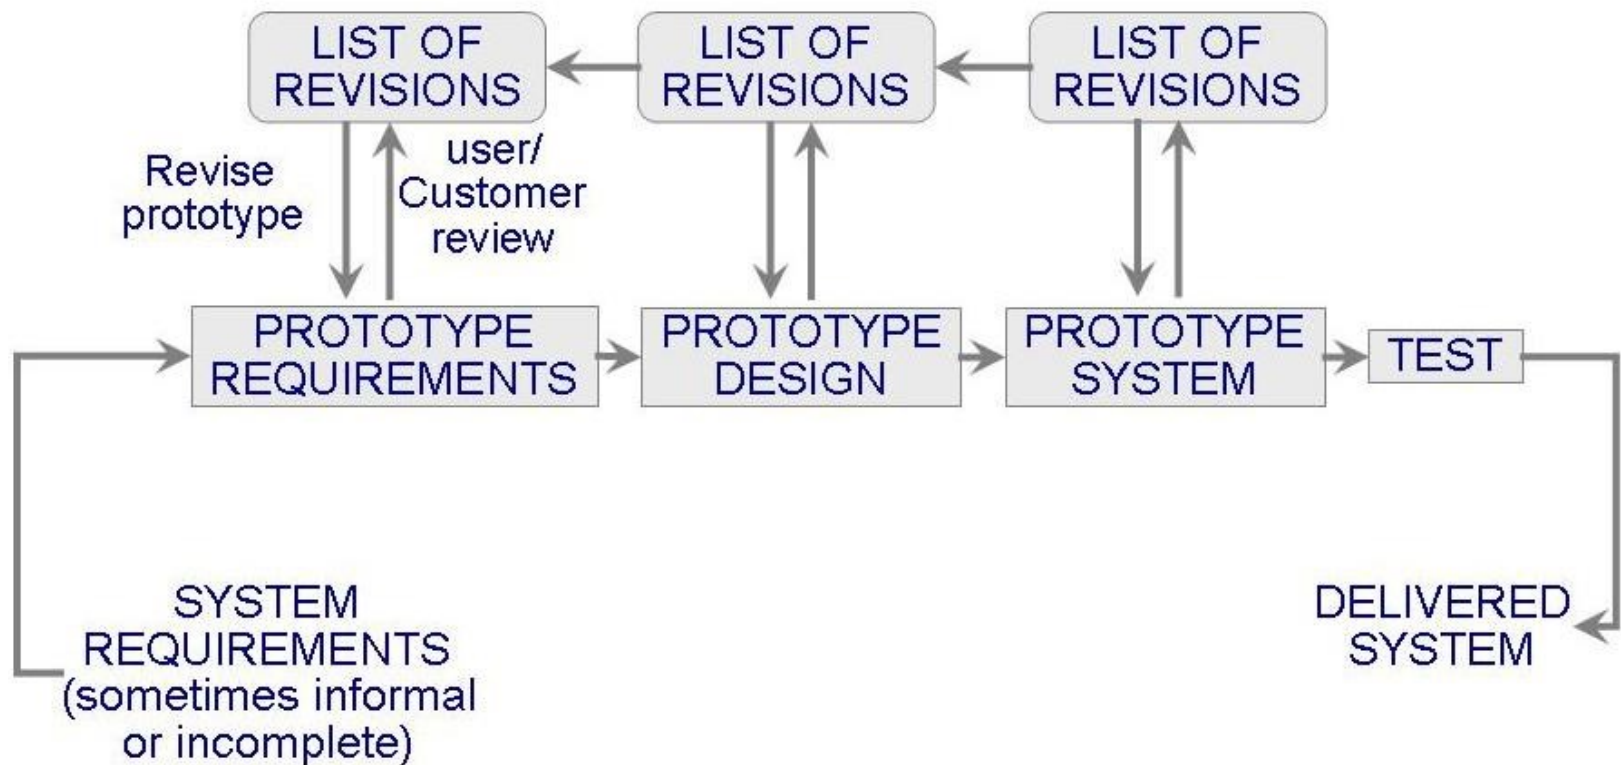 LIST OF
REVISIONS
LIST OF
REVISIONS
LIST OF
REVISIONS
Revise
prototype
user/
Customer
review
PROTOTYPE
REQUIREMENTS
PROTOTYPE
DESIGN
PROTOTYPE
SYSTEM
TEST
SYSTEM
REQUIREMENTS
(sometimes informal
or incomplete)
DELIVERED
SYSTEM